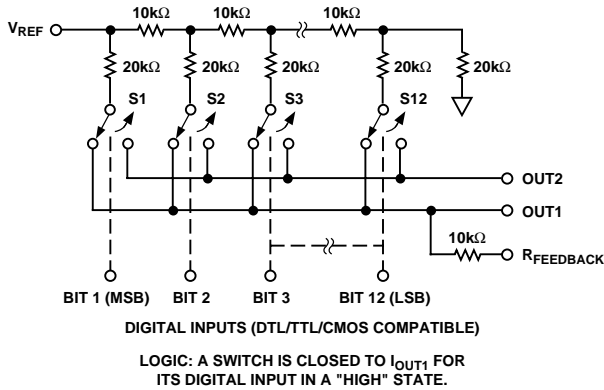 10kΩ 10kΩ 10kΩ
VREF
20kΩ 20kΩ 20kΩ 20kΩ 20kΩ
S1 S2 S3 S12
OUT2
OUT1
10kΩ
RFEEDBACK
BIT 1 (MSB) BIT 2 BIT 3 BIT 12 (LSB)
DIGITAL INPUTS (DTL/TTL/CMOS COMPATIBLE)
LOGIC: A SWITCH IS CLOSED TO IOUT1 FOR
ITS DIGITAL INPUT IN A "HIGH" STATE.